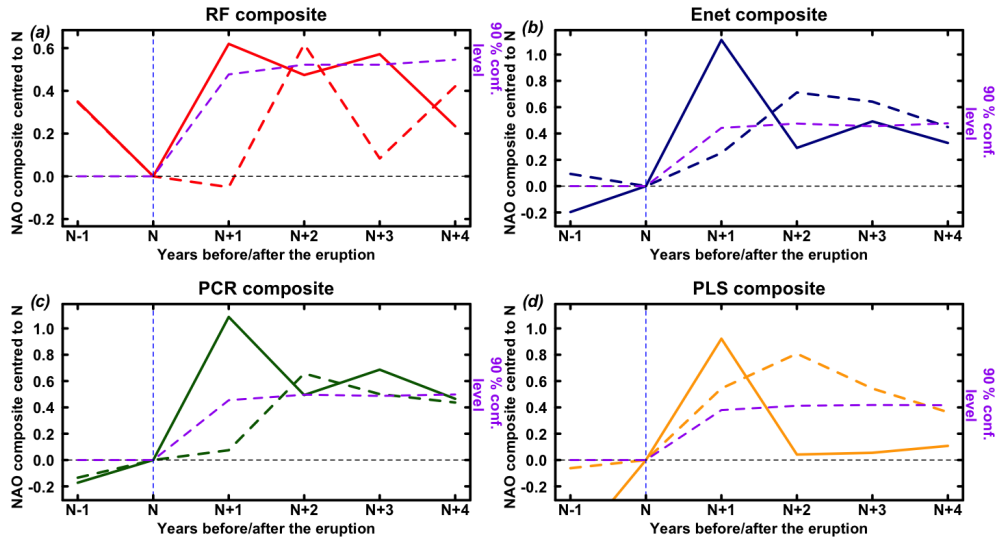 RF composite
(a)
NAO composite centred to N
0.6
0.4
0.2
0.0
-0.2
N-1 N N+1 N+2 N+3 N+4
Years before/after the eruption
90 % conf.
level
Enet composite
(b)
NAO composite centred to N
1.0
0.8
0.6
0.4
0.2
0.0
-0.2
N-1 N N+1 N+2 N+3 N+4
Years before/after the eruption
90 % conf.
level
PCR composite
(c)
NAO composite centred to N
1.0
0.8
0.6
0.4
0.2
0.0
-0.2
N-1 N N+1 N+2 N+3 N+4
Years before/after the eruption
90 % conf.
level
PLS composite
(d)
NAO composite centred to N
1.0
0.8
0.6
0.4
0.2
0.0
-0.2
N-1 N N+1 N+2 N+3 N+4
Years before/after the eruption
90 % conf.
level